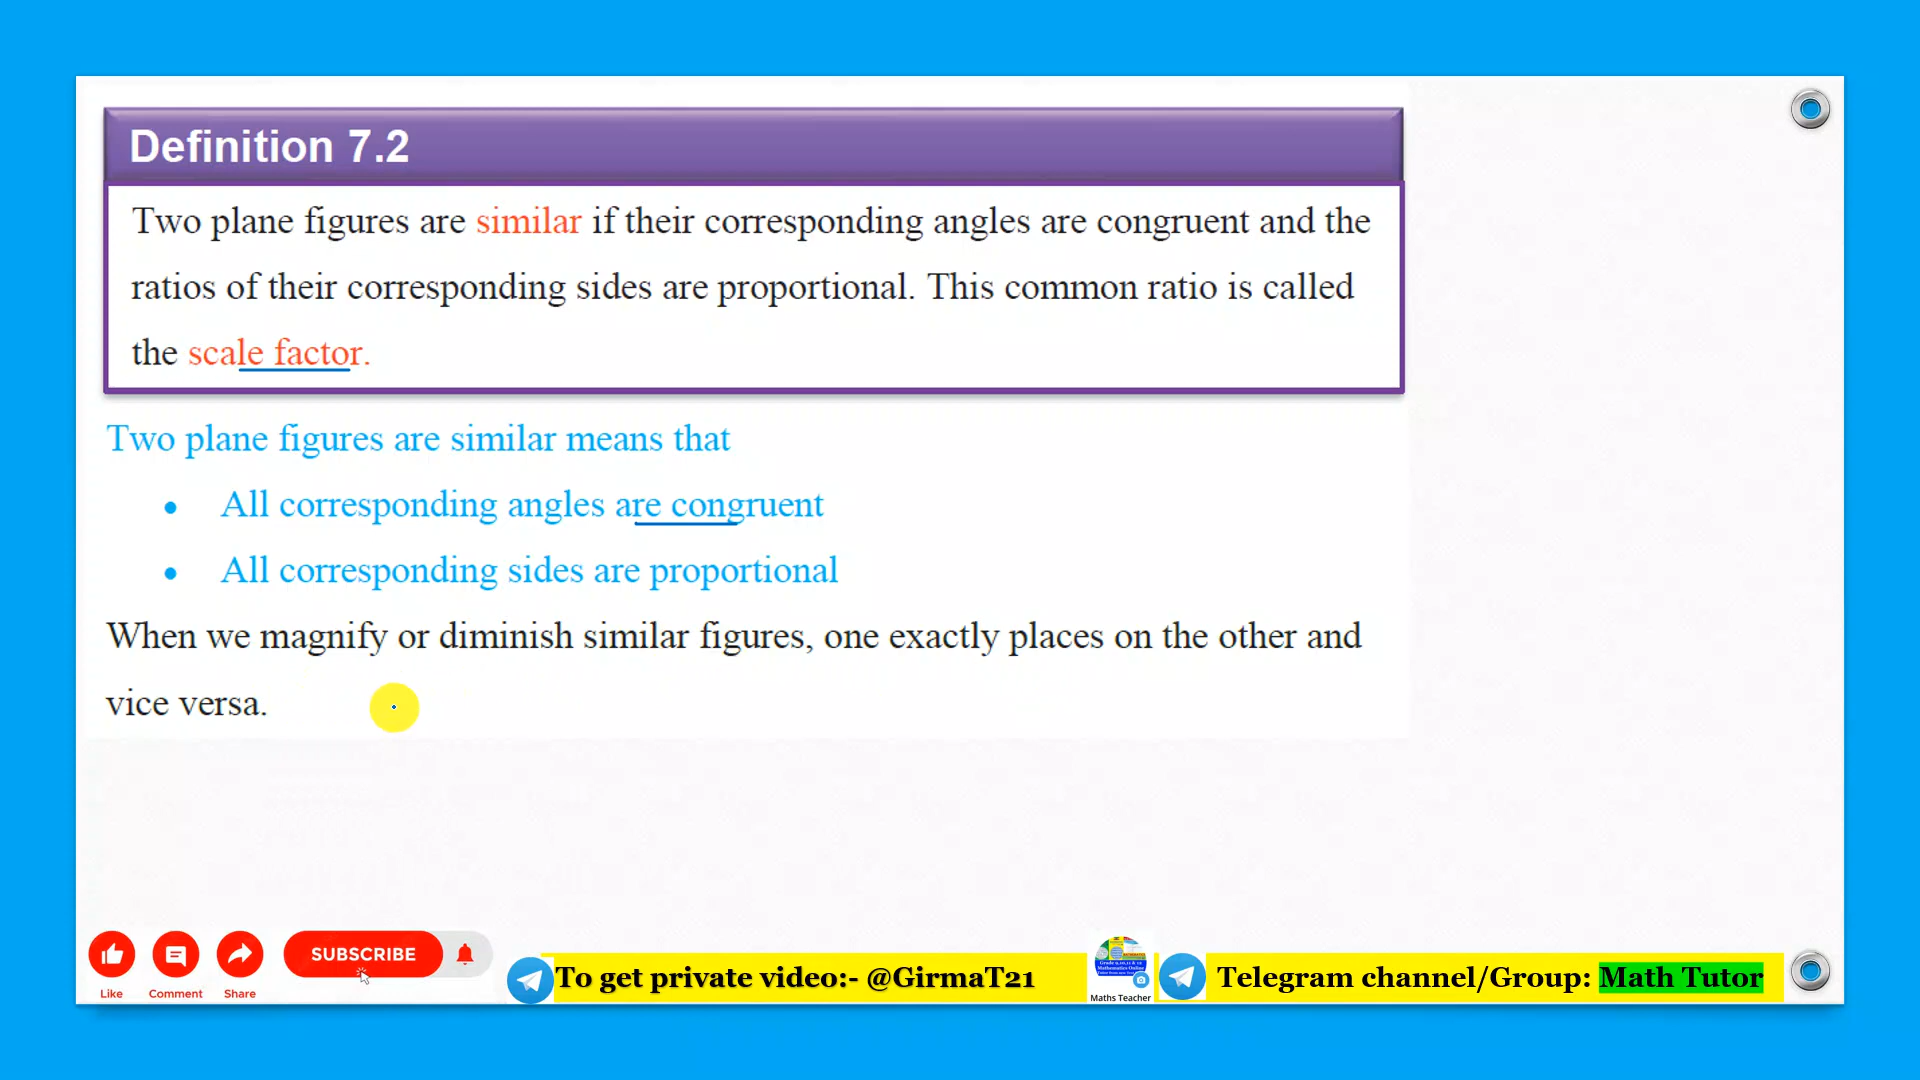 Definition 7.2
Two plane figures are similar if their corresponding angles are congruent and the
ratios of their corresponding sides are proportional. This common ratio is called
the scale factor.
Two plane figures are similar means that
• All corresponding angles are congruent
• All corresponding sides are proportional
When we magnify or diminish similar figures, one exactly places on the other and
vice versa.
SUBSCRIBE
Like
Comment
Share
To get private video:- @GirmaT21
Maths Teacher
Telegram channel/Group: Math Tutor